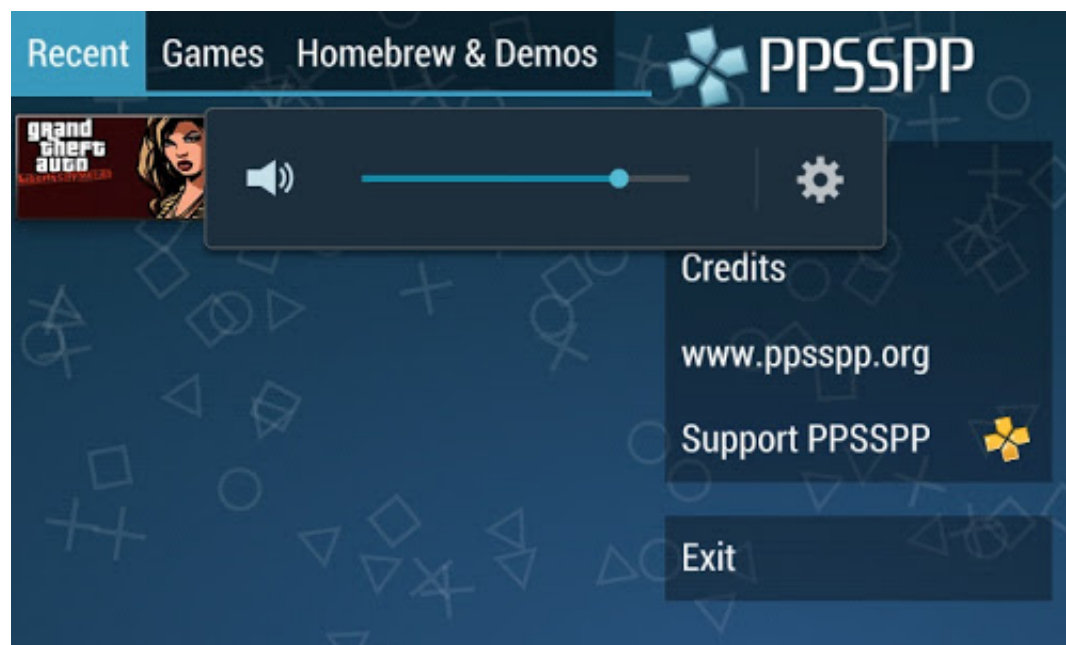 Recent Games Homebrew & Demos
PPSSPP
grand
theft
auto
Credits
www.ppsspp.org
Support PPSSPP
Exit